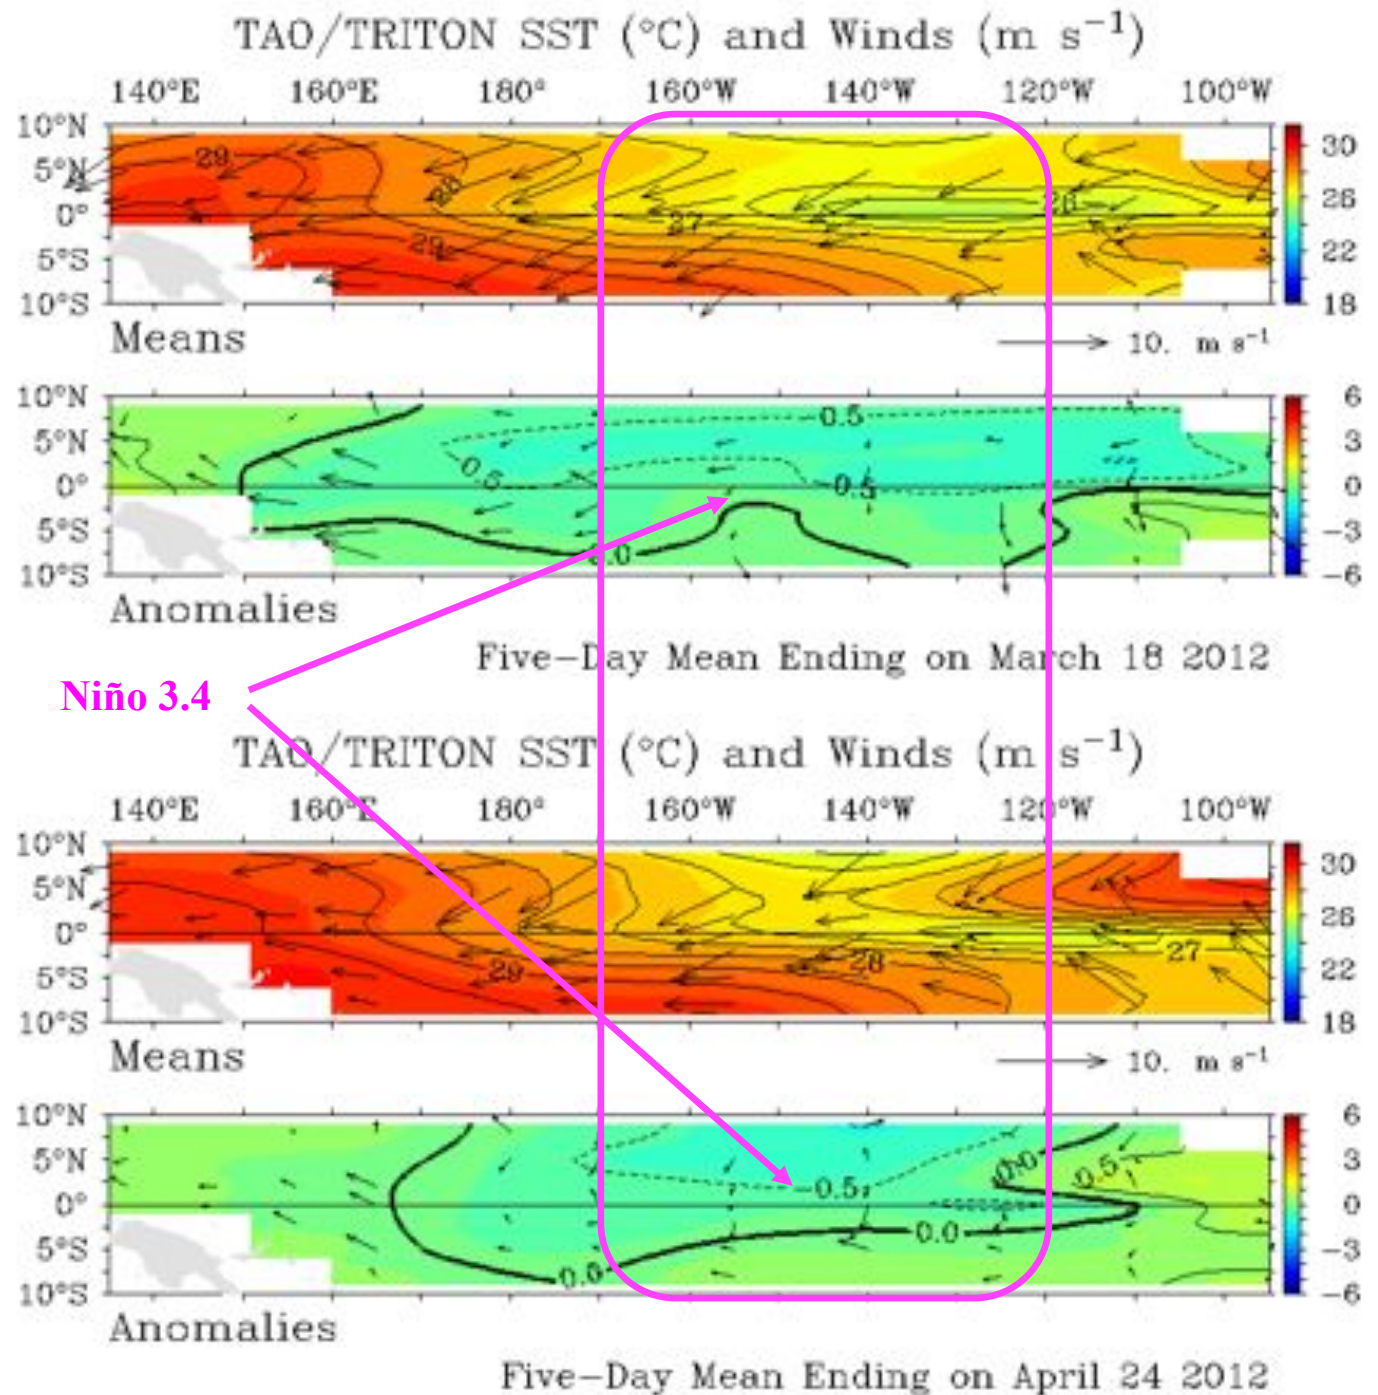 TAO/TRITON SST (°C) and Winds (m s⁻¹)
140°E 160°E 180° 160°W 140°W 120°W 100°W
10°N
5°N
0°
5°S
10°S
29
28
27
26
29
30
26
22
18
Means
10. m s⁻¹
10°N
5°N
0°
5°S
10°S
-0.5
-0.5
0.0
6
3
0
−3
−6
Anomalies
Five−Day Mean Ending on March 18 2012
Niño 3.4
TAO/TRITON SST (°C) and Winds (m s⁻¹)
140°E 160°E 180° 160°W 140°W 120°W 100°W
10°N
5°N
0°
5°S
10°S
29
28
27
30
26
22
18
Means
10. m s⁻¹
10°N
5°N
0°
5°S
10°S
−0.5
0.0
0.5
0.0
0.0
6
3
0
−3
−6
Anomalies
Five−Day Mean Ending on April 24 2012